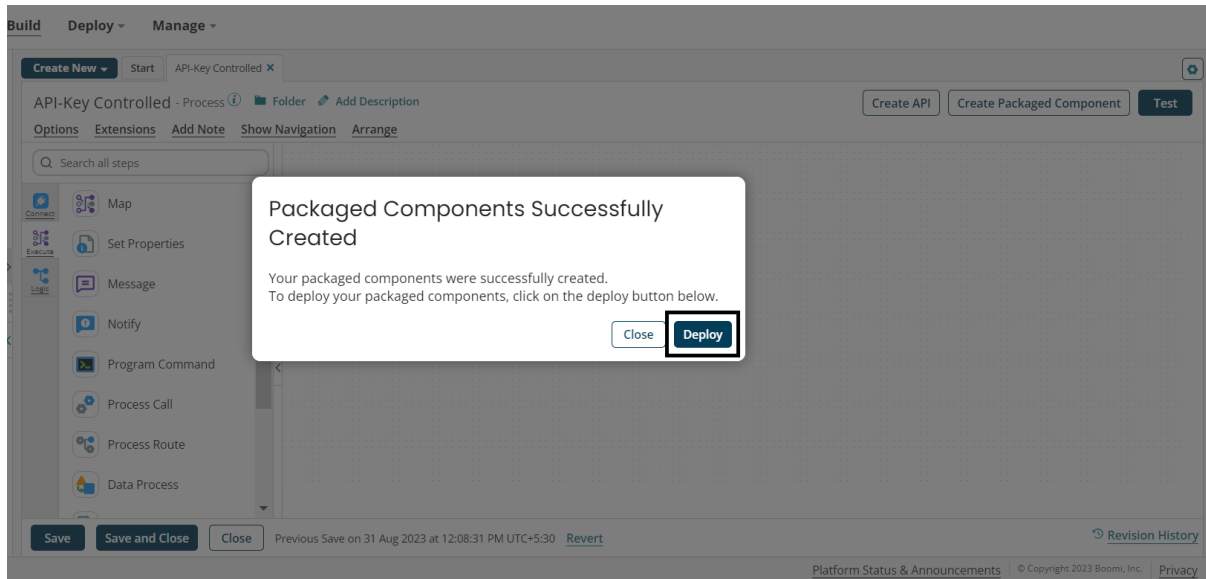 Build Deploy Manage
Create New Start API-Key Controlled ×
API-Key Controlled - Process i Folder Add Description Create API Create Packaged Component Test
Options Extensions Add Note Show Navigation Arrange
Search all steps
Connect
Map
Execute
Set Properties
Logic
Message
Notify
Program Command
Process Call
Process Route
Data Process
Packaged Components Successfully
Created
Your packaged components were successfully created.
To deploy your packaged components, click on the deploy button below.
Close Deploy
Save Save and Close Close Previous Save on 31 Aug 2023 at 12:08:31 PM UTC+5:30 Revert Revision History
Platform Status & Announcements © Copyright 2023 Boomi, Inc. Privacy